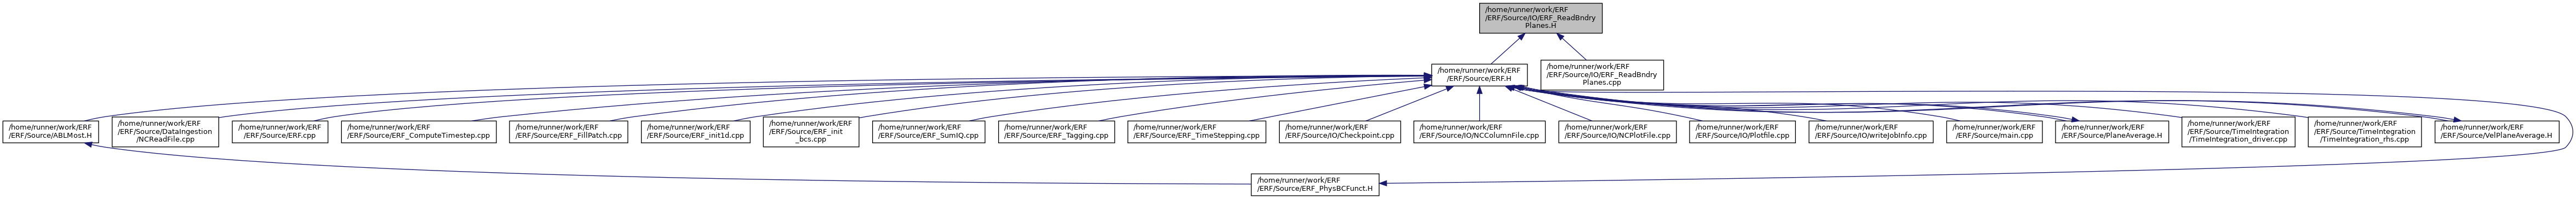 /home/runner/work/ERF
/ERF/Source/IO/ERF_ReadBndry
Planes.H
/home/runner/work/ERF
/ERF/Source/ERF.H
/home/runner/work/ERF
/ERF/Source/IO/ERF_ReadBndry
Planes.cpp
/home/runner/work/ERF
/ERF/Source/ABLMost.H
/home/runner/work/ERF
/ERF/Source/DataIngestion
/NCReadFile.cpp
/home/runner/work/ERF
/ERF/Source/ERF.cpp
/home/runner/work/ERF
/ERF/Source/ERF_ComputeTimestep.cpp
/home/runner/work/ERF
/ERF/Source/ERF_FillPatch.cpp
/home/runner/work/ERF
/ERF/Source/ERF_init1d.cpp
/home/runner/work/ERF
/ERF/Source/ERF_init
_bcs.cpp
/home/runner/work/ERF
/ERF/Source/ERF_SumIQ.cpp
/home/runner/work/ERF
/ERF/Source/ERF_Tagging.cpp
/home/runner/work/ERF
/ERF/Source/ERF_TimeStepping.cpp
/home/runner/work/ERF
/ERF/Source/IO/Checkpoint.cpp
/home/runner/work/ERF
/ERF/Source/IO/NCColumnFile.cpp
/home/runner/work/ERF
/ERF/Source/IO/NCPlotFile.cpp
/home/runner/work/ERF
/ERF/Source/IO/Plotfile.cpp
/home/runner/work/ERF
/ERF/Source/IO/writeJobInfo.cpp
/home/runner/work/ERF
/ERF/Source/main.cpp
/home/runner/work/ERF
/ERF/Source/PlaneAverage.H
/home/runner/work/ERF
/ERF/Source/TimeIntegration
/TimeIntegration_driver.cpp
/home/runner/work/ERF
/ERF/Source/TimeIntegration
/TimeIntegration_rhs.cpp
/home/runner/work/ERF
/ERF/Source/VelPlaneAverage.H
/home/runner/work/ERF
/ERF/Source/ERF_PhysBCFunct.H